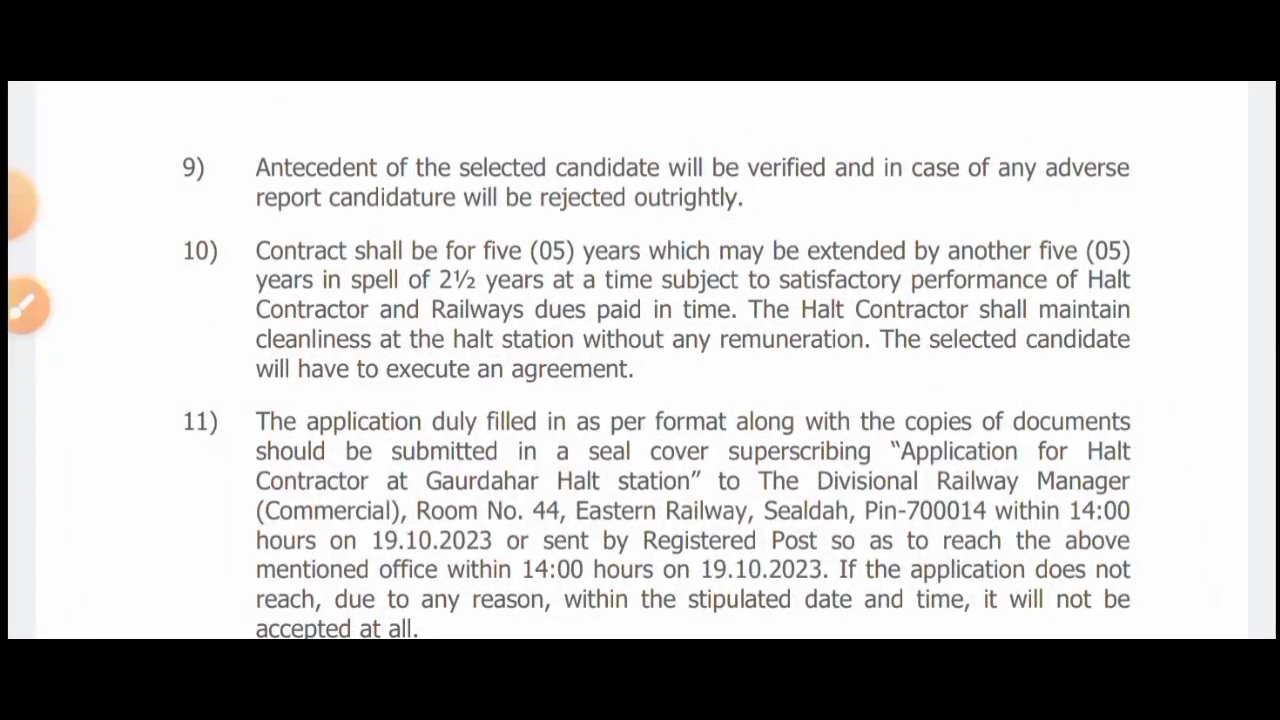 9) Antecedent of the selected candidate will be verified and in case of any adverse
report candidature will be rejected outrightly.
10) Contract shall be for five (05) years which may be extended by another five (05)
years in spell of 2½ years at a time subject to satisfactory performance of Halt
Contractor and Railways dues paid in time. The Halt Contractor shall maintain
cleanliness at the halt station without any remuneration. The selected candidate
will have to execute an agreement.
11) The application duly filled in as per format along with the copies of documents
should be submitted in a seal cover superscribing “Application for Halt
Contractor at Gaurdahar Halt station” to The Divisional Railway Manager
(Commercial), Room No. 44, Eastern Railway, Sealdah, Pin-700014 within 14:00
hours on 19.10.2023 or sent by Registered Post so as to reach the above
mentioned office within 14:00 hours on 19.10.2023. If the application does not
reach, due to any reason, within the stipulated date and time, it will not be
accepted at all.